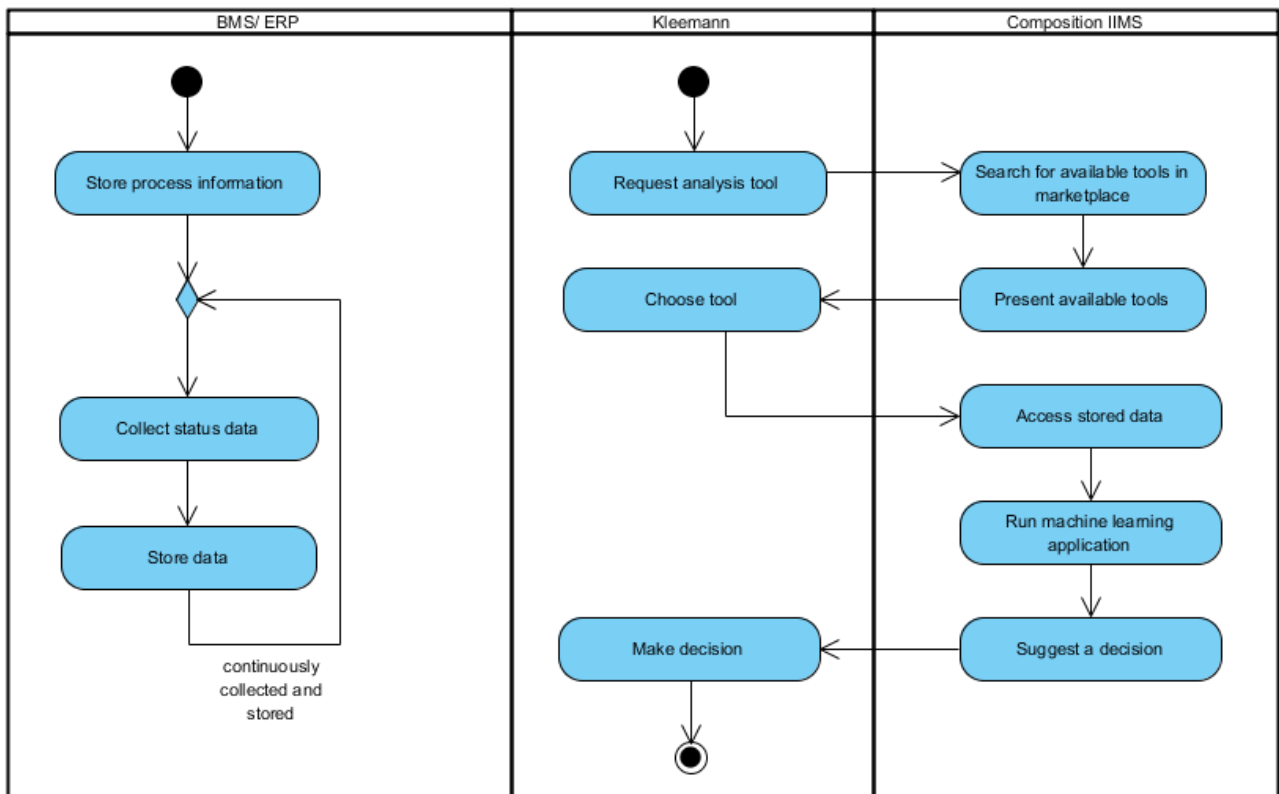 BMS/ ERP
Kleemann
Composition IIMS
Store process information
Request analysis tool
Search for available tools in
marketplace
Choose tool
Present available tools
Collect status data
Access stored data
Store data
Run machine learning
application
Make decision
Suggest a decision
continuously
collected and
stored